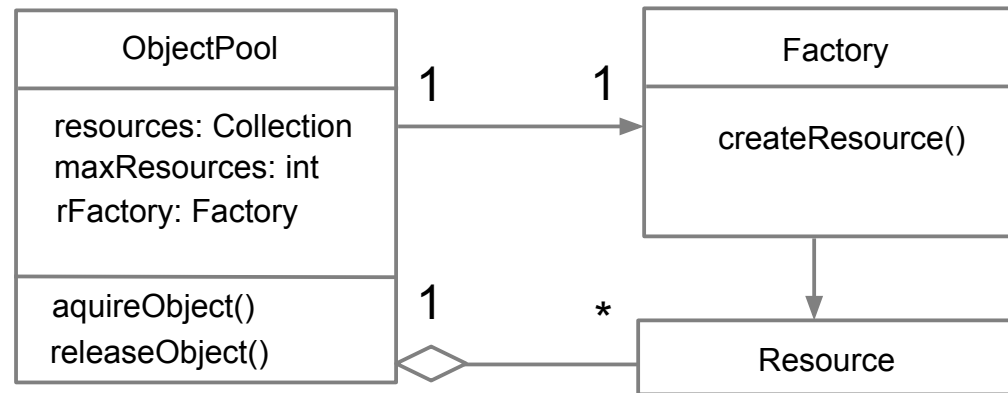 ObjectPool
resources: Collection
maxResources: int
rFactory: Factory
aquireObject()
releaseObject()
1
1
Factory
createResource()
1
*
Resource